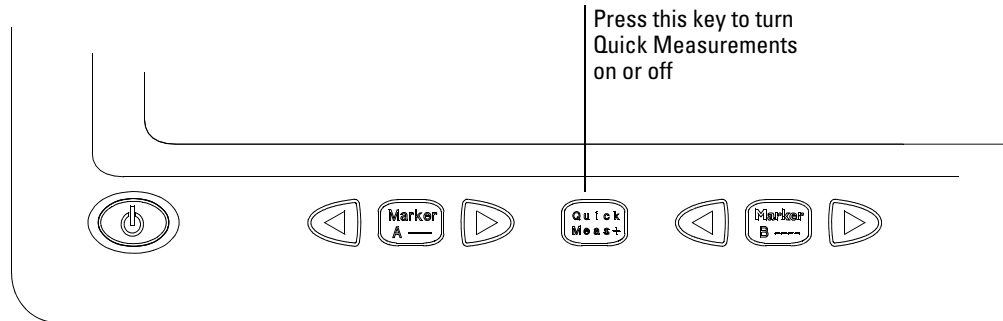 Press this key to turn
Quick Measurements
on or off
Marker
A —
Quick
Meas+
Marker
B ----